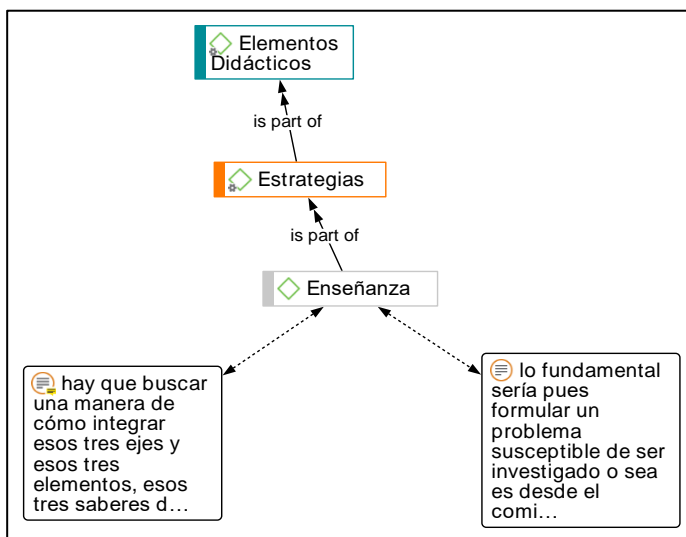 Elementos
Didácticos
is part of
Estrategias
is part of
Enseñanza
hay que buscar
una manera de
cómo integrar
esos tres ejes y
esos tres
elementos, esos
tres saberes d…
lo fundamental
sería pues
formular un
problema
susceptible de ser
investigado o sea
es desde el
comi…